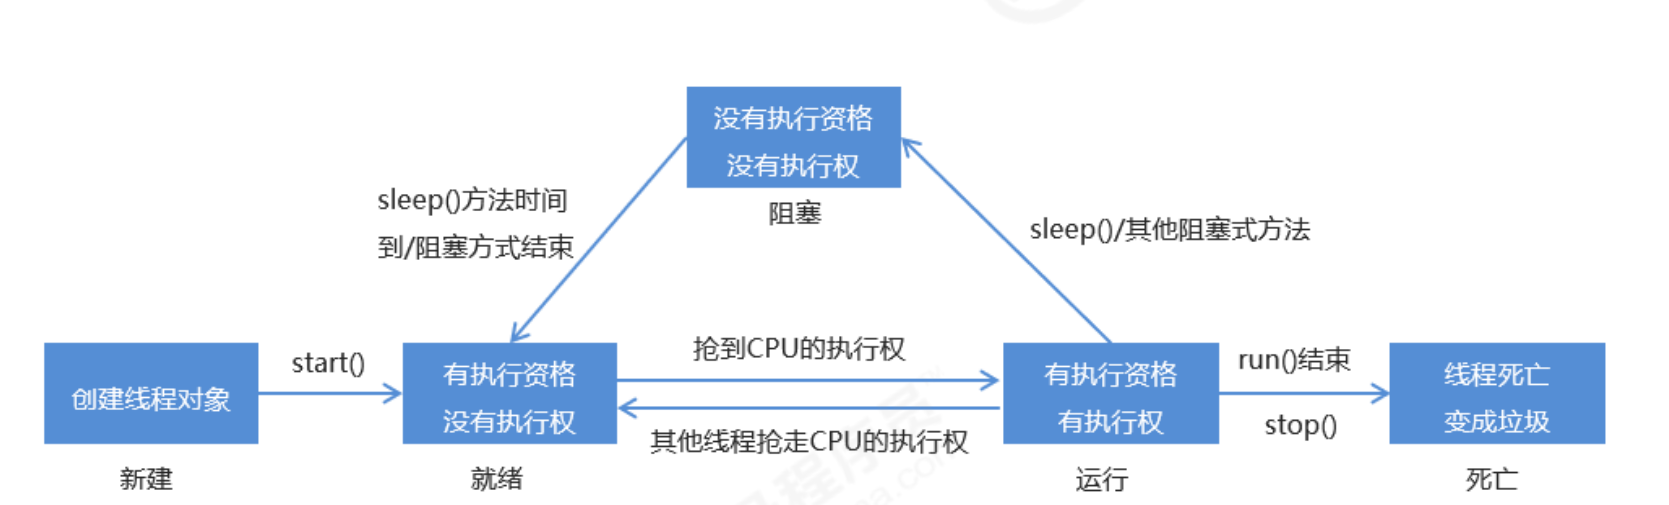 没有执行资格
没有执行权
阻塞
sleep()方法时间
到/阻塞方式结束
sleep()/其他阻塞式方法
创建线程对象
新建
start()
有执行资格
没有执行权
就绪
抢到CPU的执行权
其他线程抢走CPU的执行权
有执行资格
有执行权
运行
run()结束
stop()
线程死亡
变成垃圾
死亡